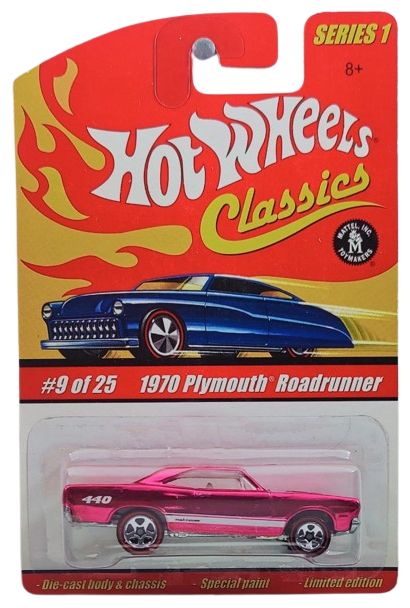 SERIES 1
8+
HOT WHEELS
Classics
MATTEL, INC.
M
TOYMAKERS
#9 of 25 1970 Plymouth® Roadrunner
440
- Die-cast body & chassis - Special paint - Limited edition